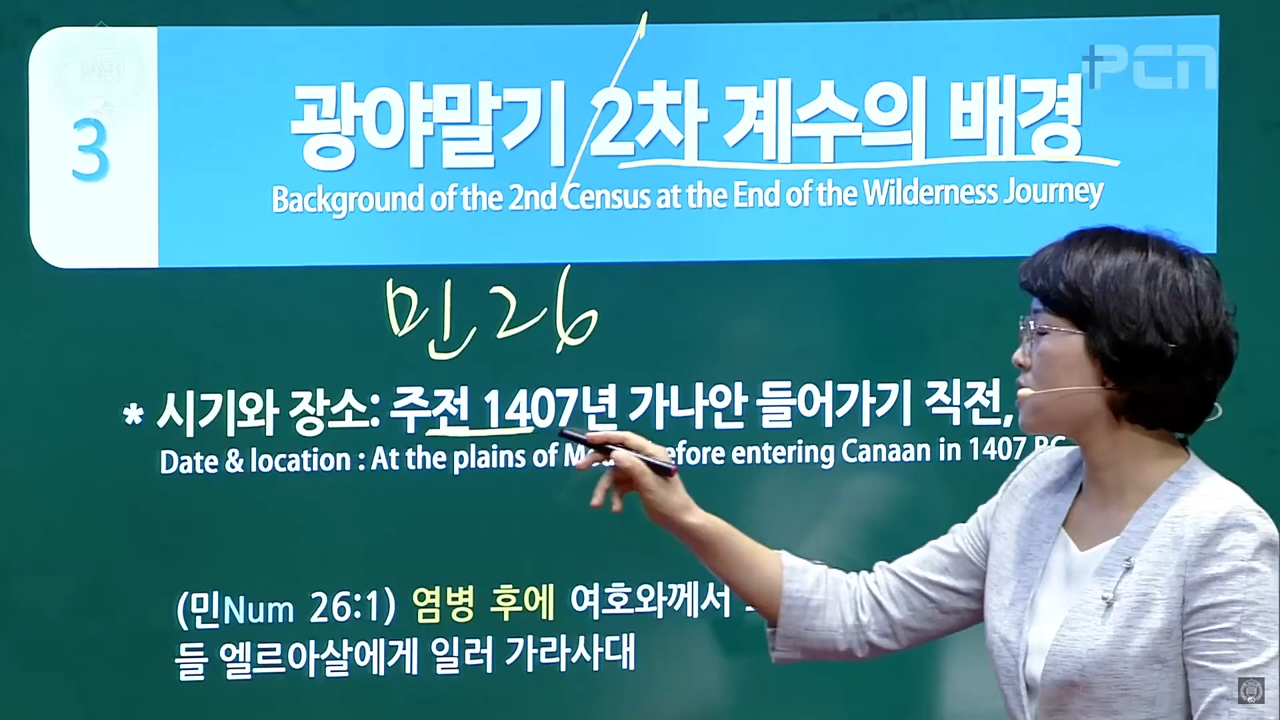 PCN
3
광야말기 2차 계수의 배경
Background of the 2nd Census at the End of the Wilderness Journey
민 26
* 시기와 장소: 주전 1407년 가나안 들어가기 직전,
Date & location : At the plains of before entering Canaan in 1407 BC
(민Num 26:1) 염병 후에 여호와께서
들 엘르아살에게 일러 가라사대